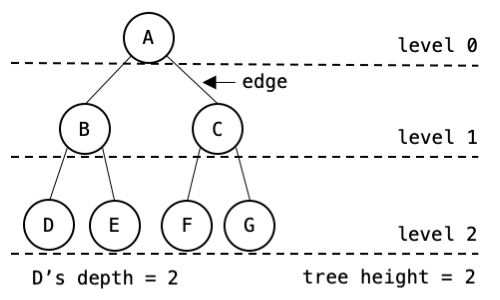 A
level 0
edge
B
C
level 1
D
E
F
G
level 2
D’s depth = 2
tree height = 2